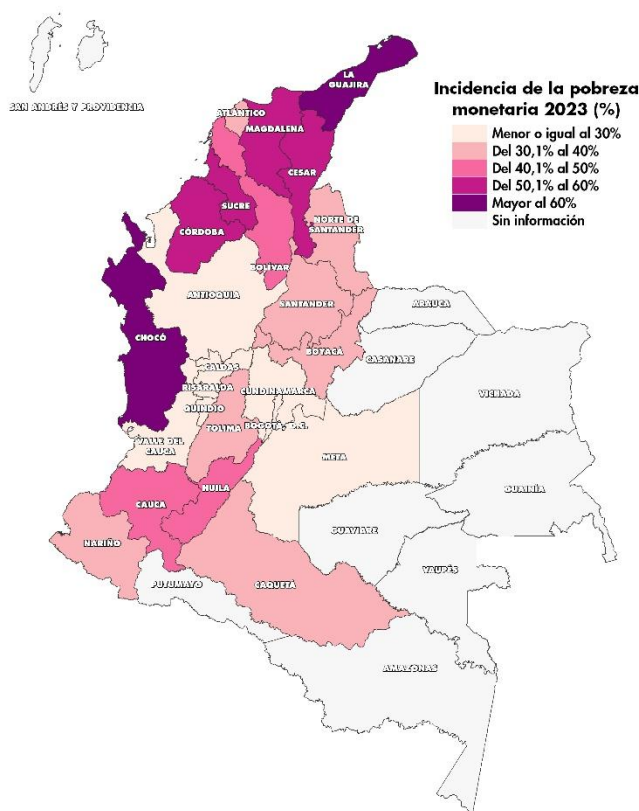 SAN ANDRÉS Y PROVIDENCIA
LA
GUAJIRA
Incidencia de la pobreza
monetaria 2023 (%)
Menor o igual al 30%
Del 30,1% al 40%
Del 40,1% al 50%
Del 50,1% al 60%
Mayor al 60%
Sin información
ATLÁNTICO
MAGDALENA
CESAR
SUCRE
CÓRDOBA
NORTE DE
SANTANDER
BOLÍVAR
ANTIOQUIA
SANTANDER
ARAUCA
CHOCÓ
BOYACÁ
CASANARE
CALDAS
RISARALDA
CUNDINAMARCA
VICHADA
QUINDÍO
TOLIMA
BOGOTÁ, D.C.
VALLE DEL
CAUCA
META
HUILA
GUAINÍA
CAUCA
GUAVIARE
NARIÑO
VAUPÉS
PUTUMAYO
CAQUETÁ
AMAZONAS